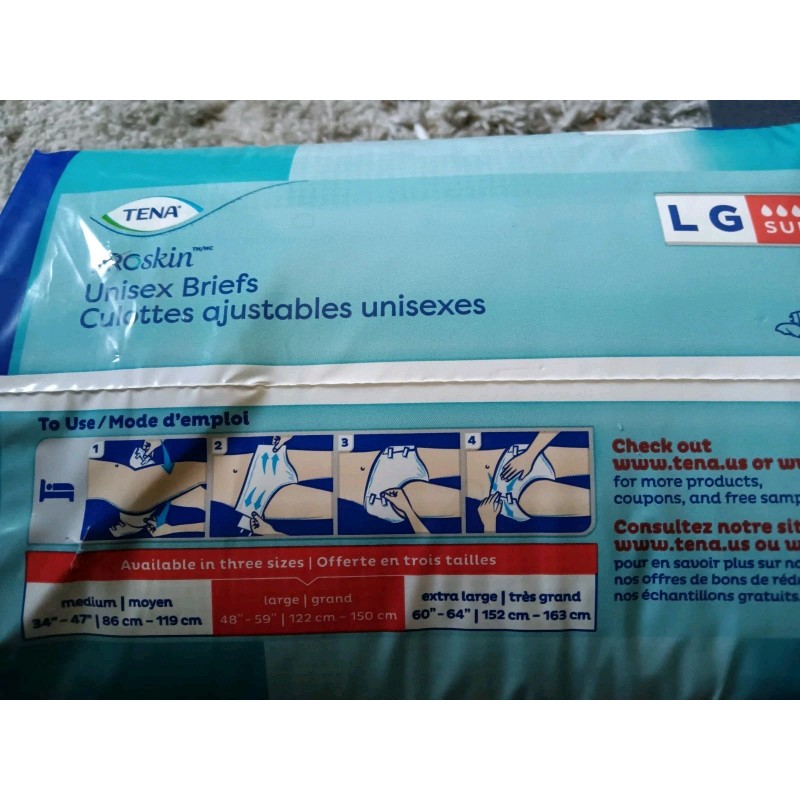 TENA
PROskin™/MC
Unisex Briefs
Culottes ajustables unisexes
LG
To Use/Mode d'emploi
1
2
3
4
Available in three sizes | Offerte en trois tailles
medium | moyen
34" - 47" | 86 cm - 119 cm
large | grand
48" - 59" | 122 cm - 150 cm
extra large | très grand
60" - 64" | 152 cm - 163 cm
Check out
www.tena.us or
for more products,
coupons, and free
Consultez notre
www.tena.us ou
pour en savoir plus sur
nos offres de bons de
nos échantillons gratuits.